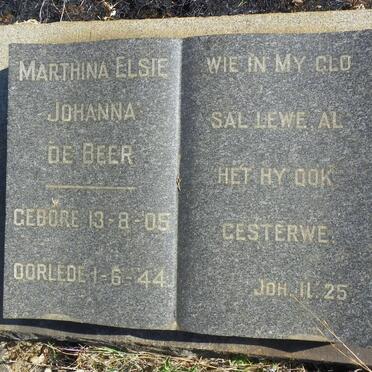 MARTHINA ELSIE
JOHANNA
DE BEER
GEBORE 13-8-05
OORLEDE 1-6-44
WIE IN MY GLO
SAL LEWE, AL
HET HY OOK
GESTERWE.
JOH. 11. 25